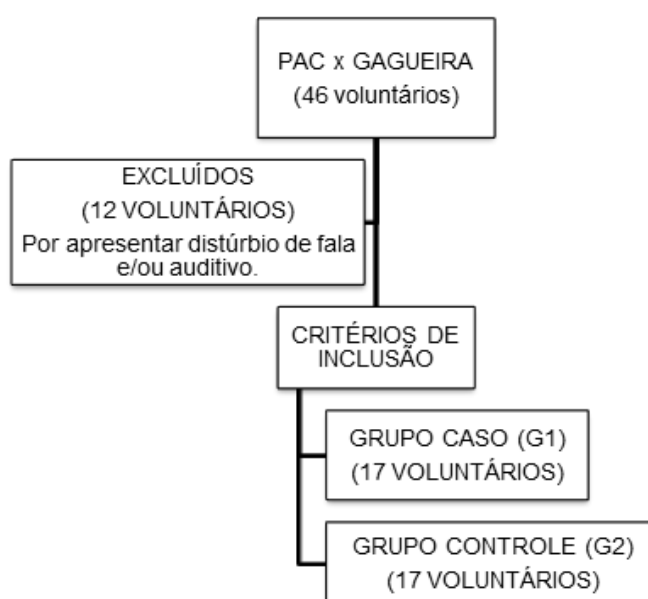 PAC x GAGUEIRA
(46 voluntários)
EXCLUÍDOS
(12 VOLUNTÁRIOS)
Por apresentar distúrbio de fala
e/ou auditivo.
CRITÉRIOS DE
INCLUSÃO
GRUPO CASO (G1)
(17 VOLUNTÁRIOS)
GRUPO CONTROLE (G2)
(17 VOLUNTÁRIOS)